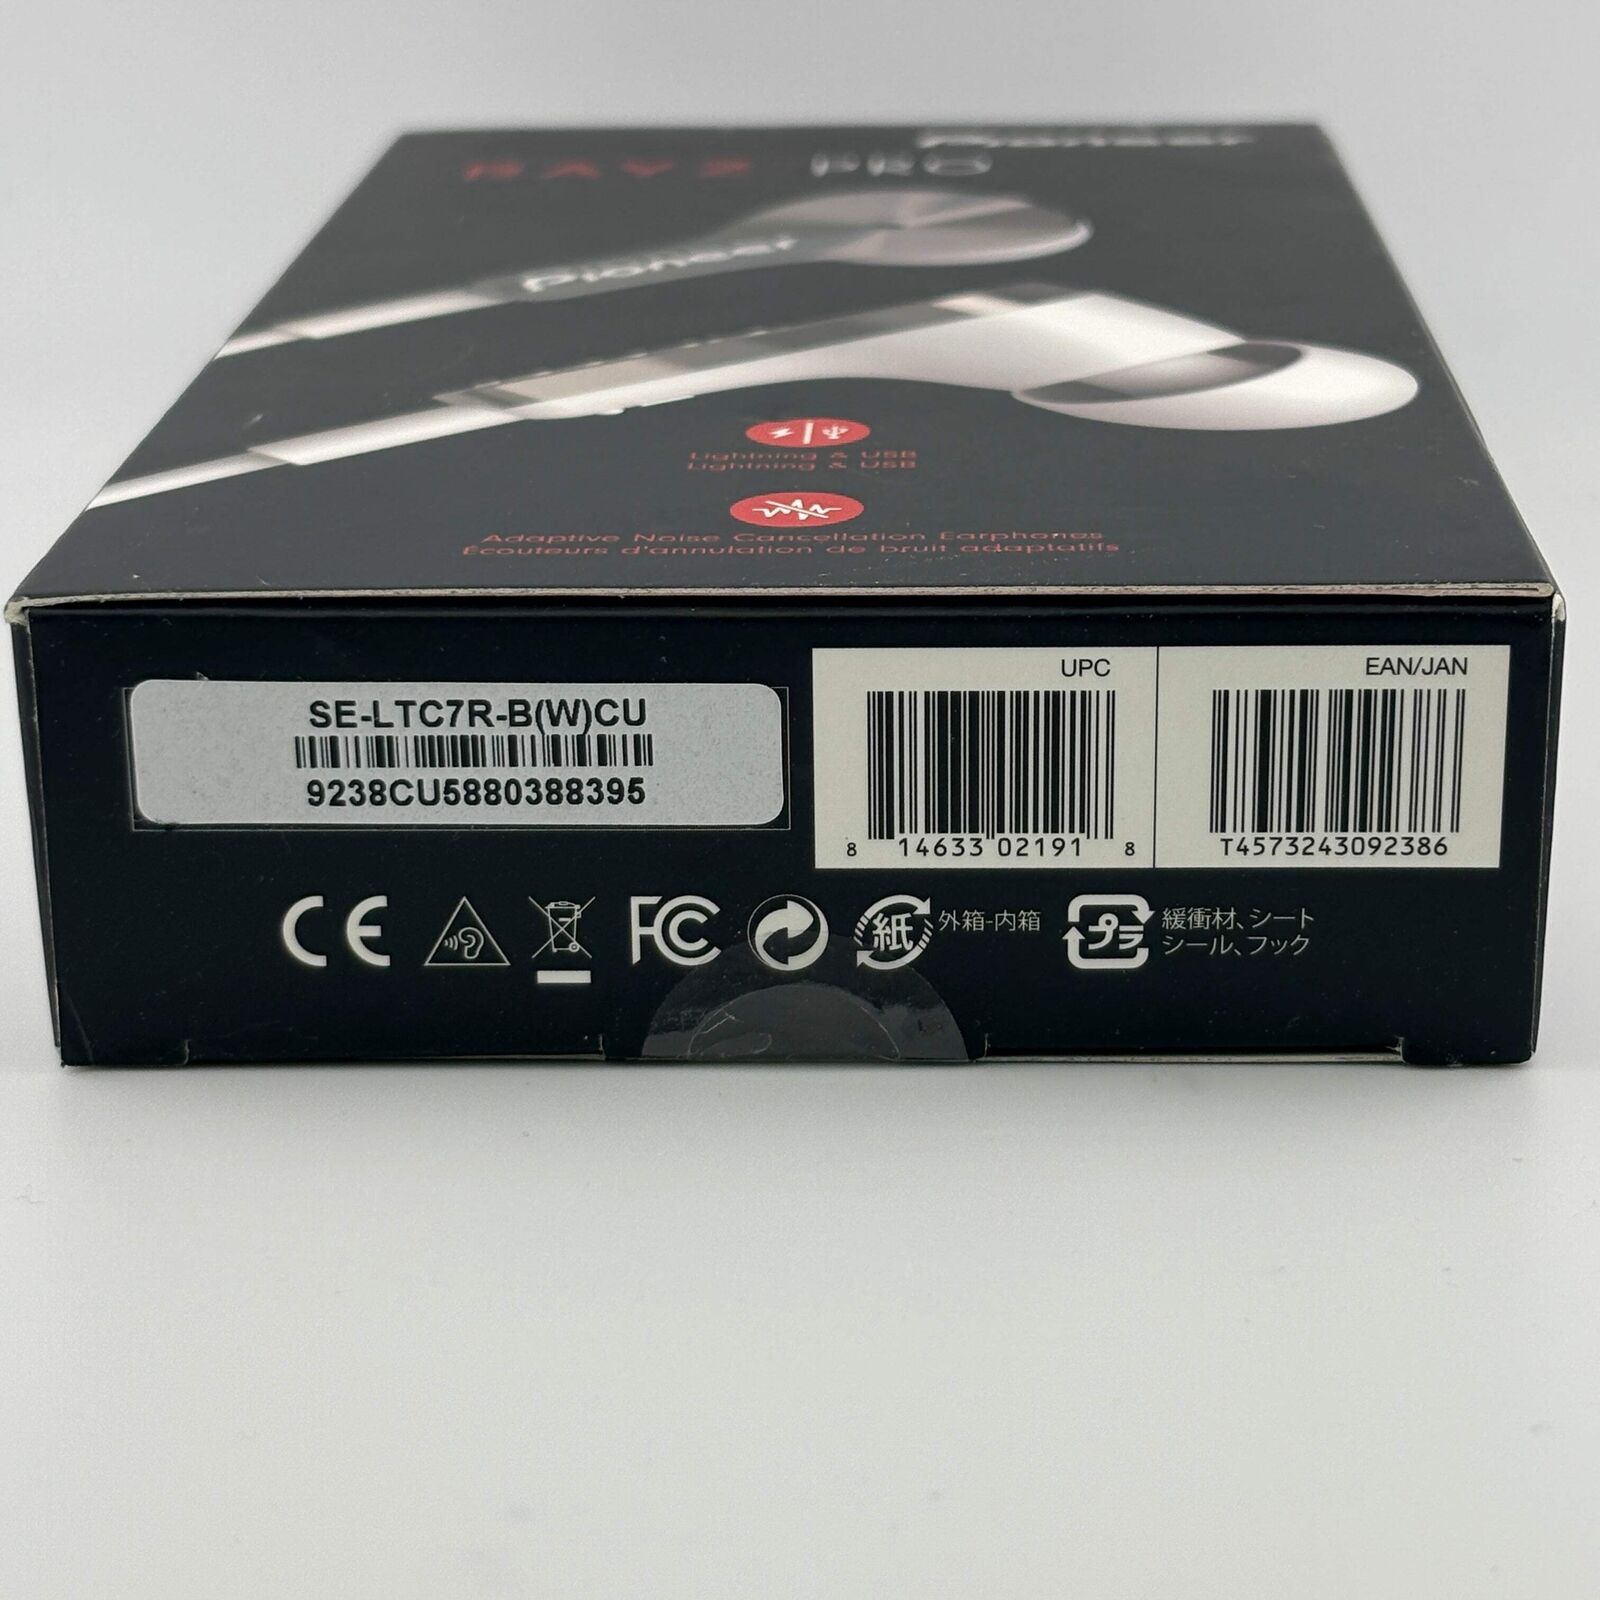 Pioneer
RAYZ PRO
Pioneer
Lightning & USB
Lightning & USB
Adaptive Noise Cancellation Earphones
Écouteurs d'annulation de bruit adaptatifs
SE-LTC7R-B(W)CU
9238CU5880388395
UPC
8 14633 02191 8
EAN/JAN
T4573243092386
CE
FC
紙 外箱-内箱
プラ 緩衝材、シート
シール、フック